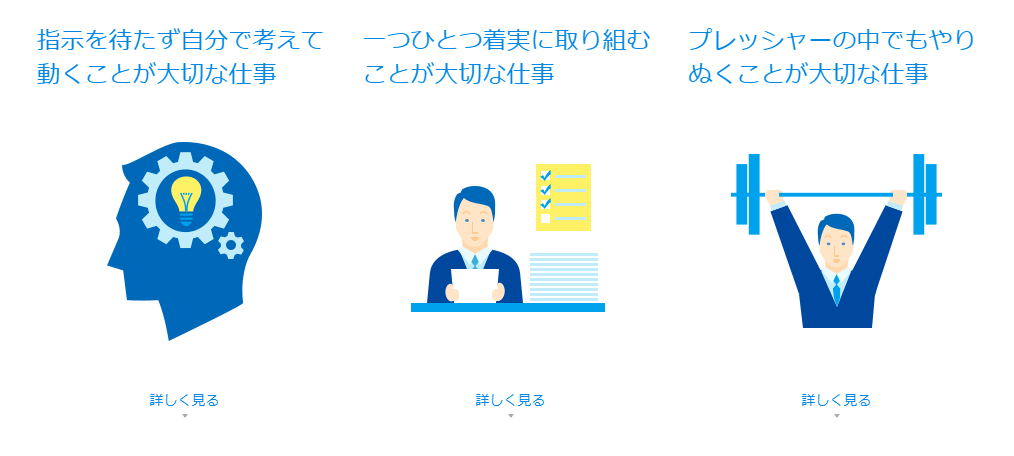 指示を待たず自分で考えて
動くことが大切な仕事
一つひとつ着実に取り組む
ことが大切な仕事
プレッシャーの中でもやり
ぬくことが大切な仕事
詳しく見る
詳しく見る
詳しく見る